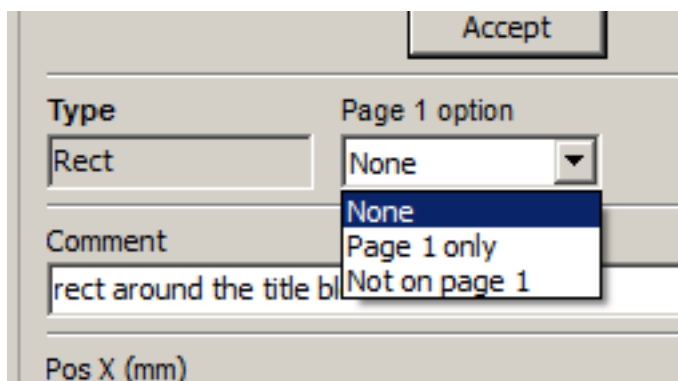 Accept
Type
Page 1 option
Rect
None
None
Page 1 only
Not on page 1
Comment
rect around the title
Pos X (mm)